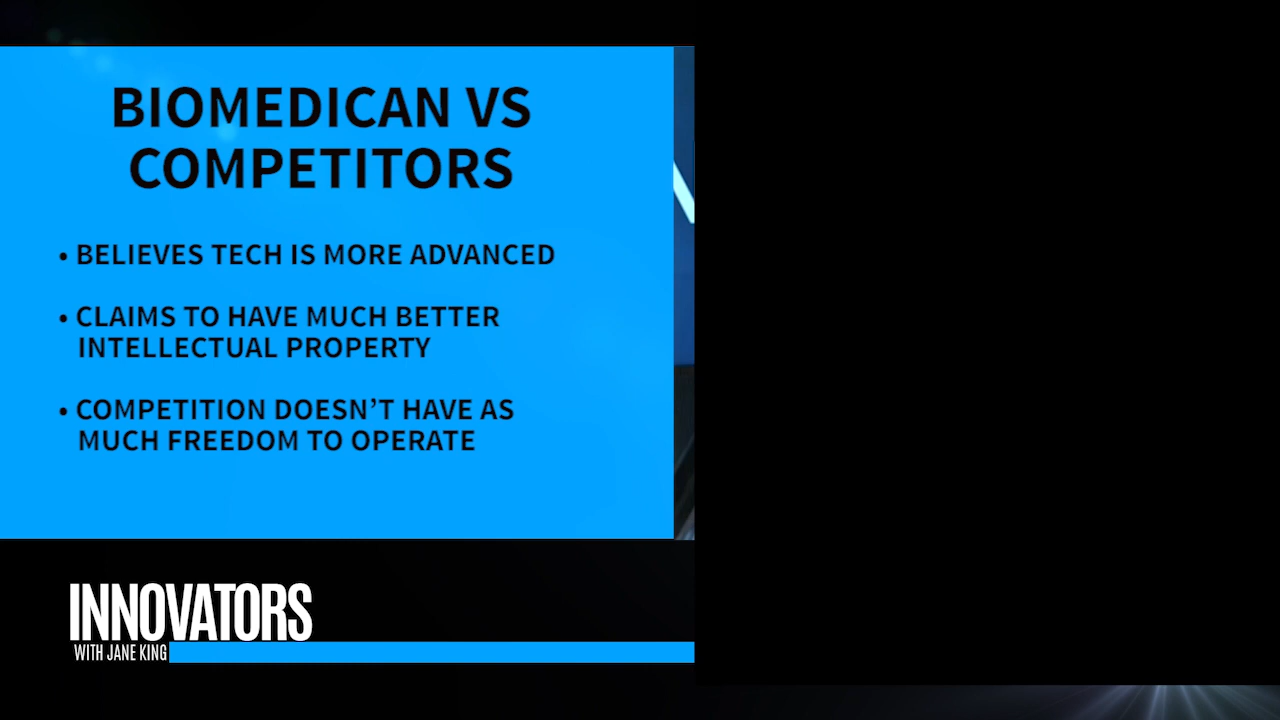 BIOMEDICAN VS
COMPETITORS
• BELIEVES TECH IS MORE ADVANCED
• CLAIMS TO HAVE MUCH BETTER
INTELLECTUAL PROPERTY
• COMPETITION DOESN’T HAVE AS
MUCH FREEDOM TO OPERATE
INNOVATORS
WITH JANE KING